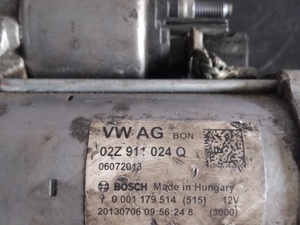 VW AG BON
02Z 911 024 Q
06072013
BOSCH Made in Hungary
0 001 179 514 (515) 12V
20130706 09:56:24 8 (3000)